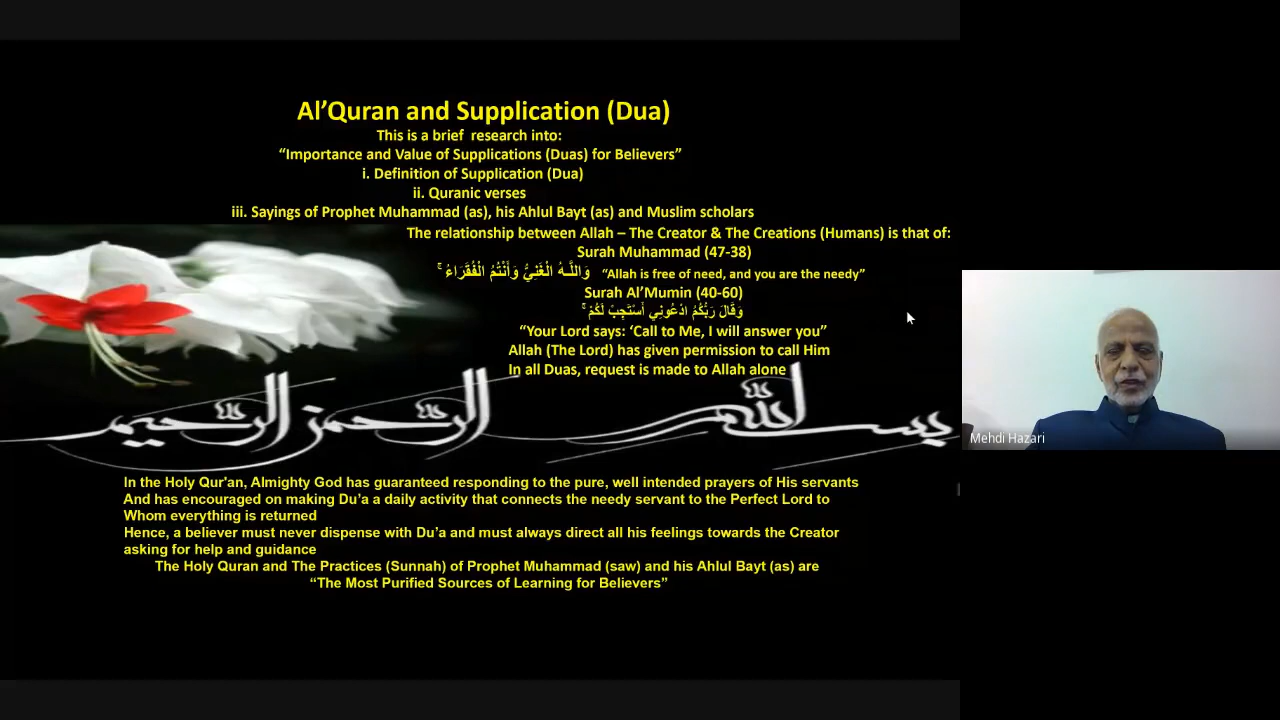 Al’Quran and Supplication (Dua)
This is a brief research into:
“Importance and Value of Supplications (Duas) for Believers”
i. Definition of Supplication (Dua)
ii. Quranic verses
iii. Sayings of Prophet Muhammad (as), his Ahlul Bayt (as) and Muslim scholars
The relationship between Allah – The Creator & The Creations (Humans) is that of:
Surah Muhammad (47-38)
وَاللَّـهُ الْغَنِيُّ وَأَنْتُمُ الْفُقَرَاءُ ۚ “Allah is free of need, and you are the needy”
Surah Al’Mumin (40-60)
وَقَالَ رَبُّكُمُ ادْعُونِي أَسْتَجِبْ لَكُمْ ۚ
“Your Lord says: ‘Call to Me, I will answer you”
Allah (The Lord) has given permission to call Him
In all Duas, request is made to Allah alone
بسم الله الرحمن الرحيم
Mehdi Hazari
In the Holy Qur'an, Almighty God has guaranteed responding to the pure, well intended prayers of His servants
And has encouraged on making Du’a a daily activity that connects the needy servant to the Perfect Lord to
Whom everything is returned
Hence, a believer must never dispense with Du’a and must always direct all his feelings towards the Creator
asking for help and guidance
The Holy Quran and The Practices (Sunnah) of Prophet Muhammad (saw) and his Ahlul Bayt (as) are
“The Most Purified Sources of Learning for Believers”